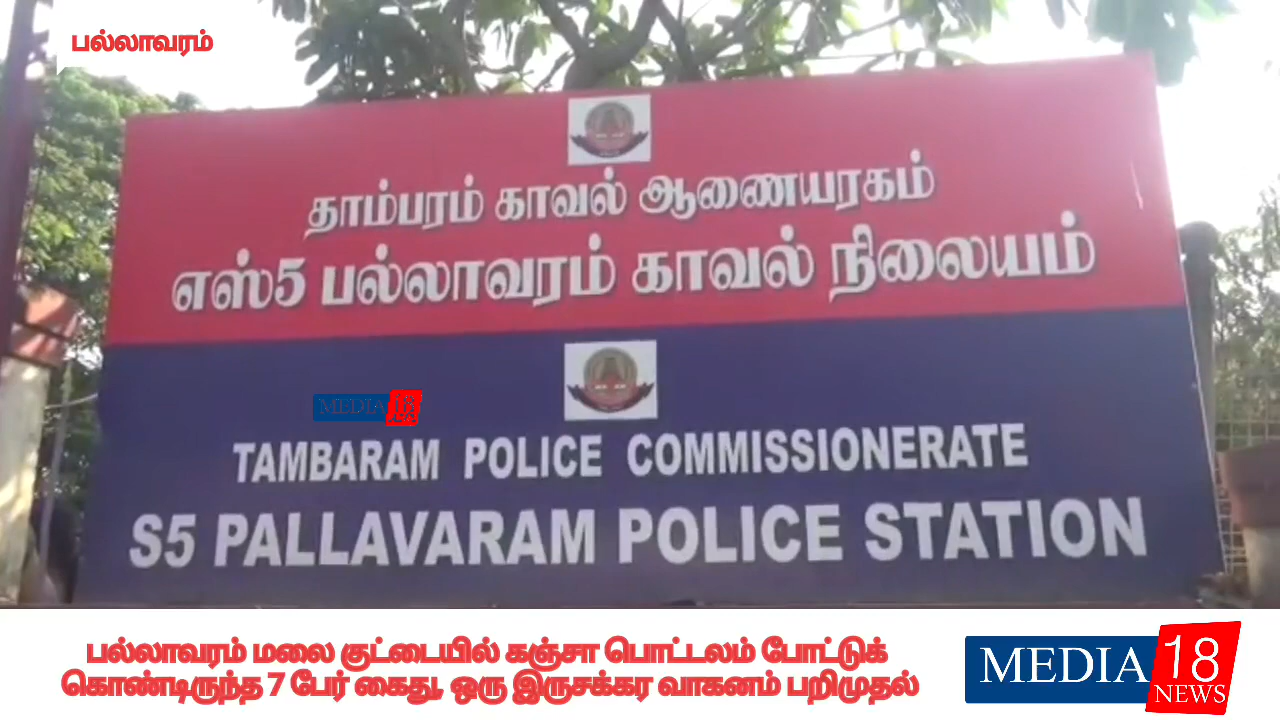 பல்லாவரம்
தாம்பரம் காவல் ஆணையரகம்
எஸ்5 பல்லாவரம் காவல் நிலையம்
MEDIA 18
TAMBARAM POLICE COMMISSIONERATE
S5 PALLAVARAM POLICE STATION
பல்லாவரம் மலை குட்டையில் கஞ்சா பொட்டலம் போட்டுக்
கொண்டிருந்த 7 பேர் கைது, ஒரு இருசக்கர வாகனம் பறிமுதல்
MEDIA 18
NEWS